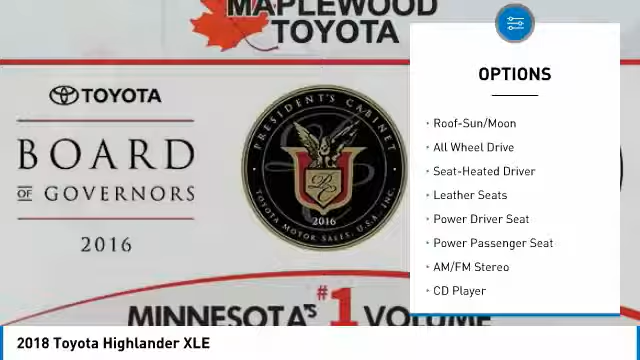 MAPLEWOOD
TOYOTA
TOYOTA
BOARD
OF GOVERNORS
2016
PRESIDENT'S CABINET
2016
TOYOTA MOTOR SALES, U.S.A., INC.
MINNESOTA'S #1 VOLUME
OPTIONS
· Roof-Sun/Moon
· All Wheel Drive
· Seat-Heated Driver
· Leather Seats
· Power Driver Seat
· Power Passenger Seat
· AM/FM Stereo
· CD Player
2018 Toyota Highlander XLE